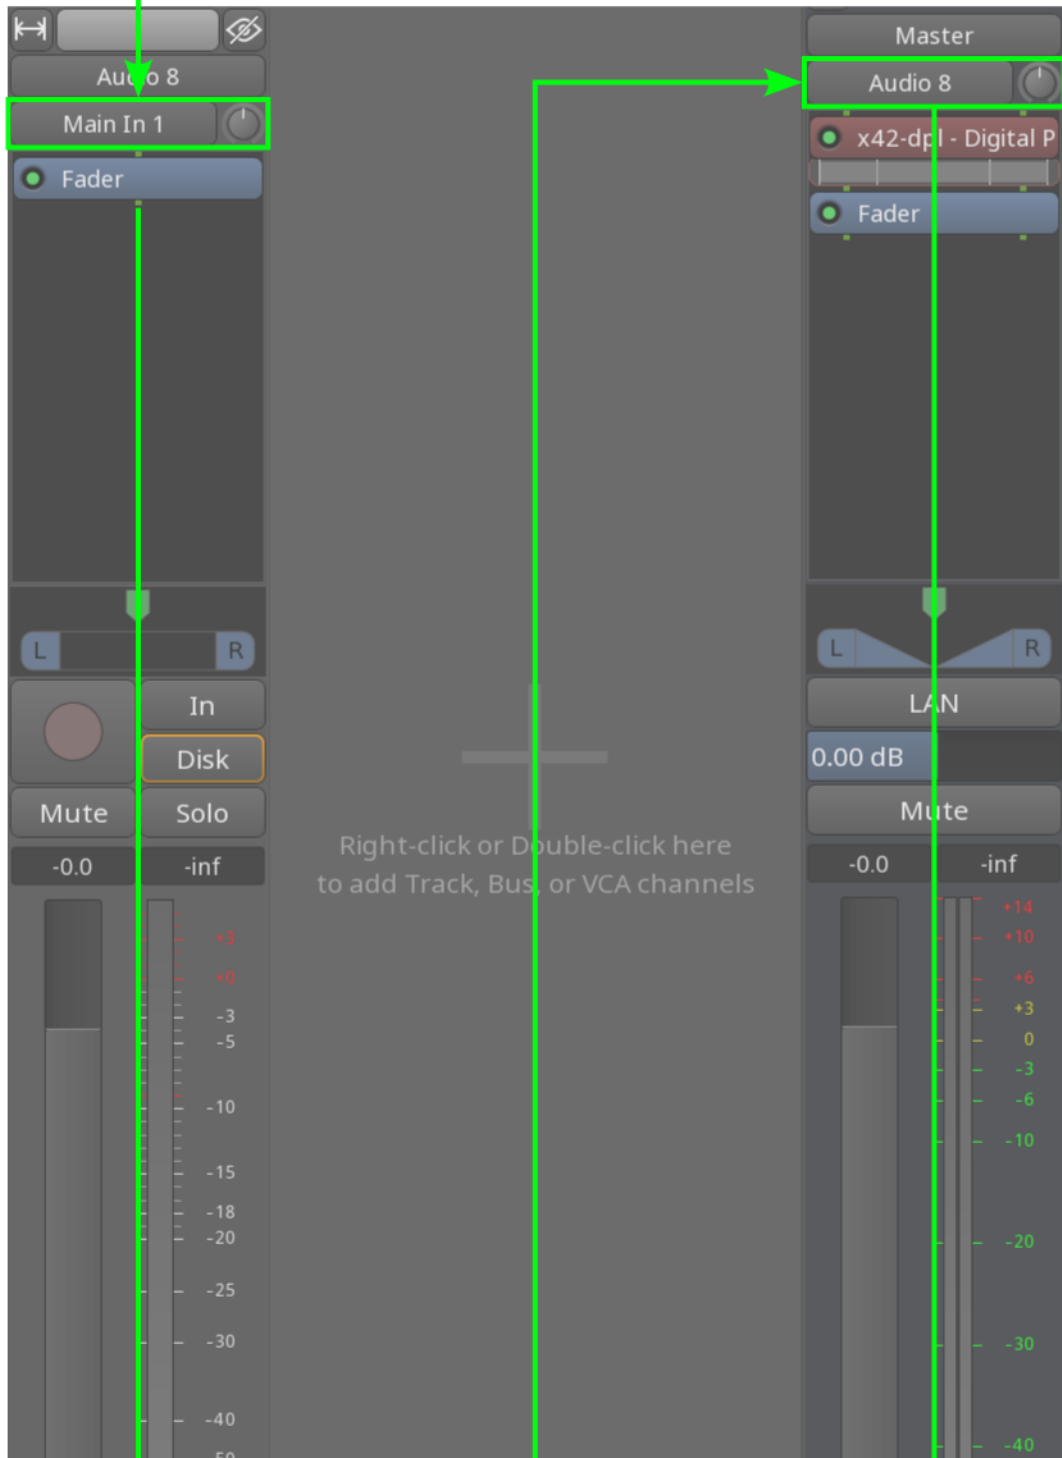 Audio 8
Main In 1
Fader
L
R
In
Disk
Mute
Solo
-0.0
-inf
+3
+0
-3
-5
-10
-15
-18
-20
-25
-30
-40
Right-click or Double-click here
to add Track, Bus, or VCA channels
Master
Audio 8
x42-dpl - Digital P
Fader
L
R
LAN
0.00 dB
Mute
-0.0
-inf
+14
+10
+6
+3
0
-3
-6
-10
-20
-30
-40